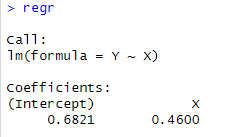 > regr
Call:
lm(formula = Y ~ X)
Coefficients:
(Intercept) X
0.6821 0.4600